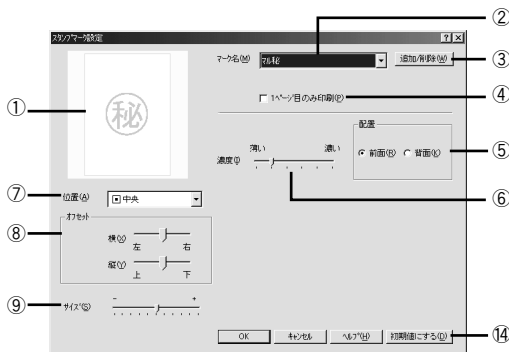 ②
スタンプマーク設定
マーク名(M) マル秘 追加/削除(W)
③
①
秘
□ 1ページ目のみ印刷(P)
④
配置
薄い 濃い
濃度(I)
前面(R) 背面(K)
⑤
⑥
⑦
位置(A) 中央
オフセット
⑧
横(X)
左 右
縦(Y)
上 下
⑨
サイズ(S)
- +
OK キャンセル ヘルプ(H) 初期値にする(D)
⑭